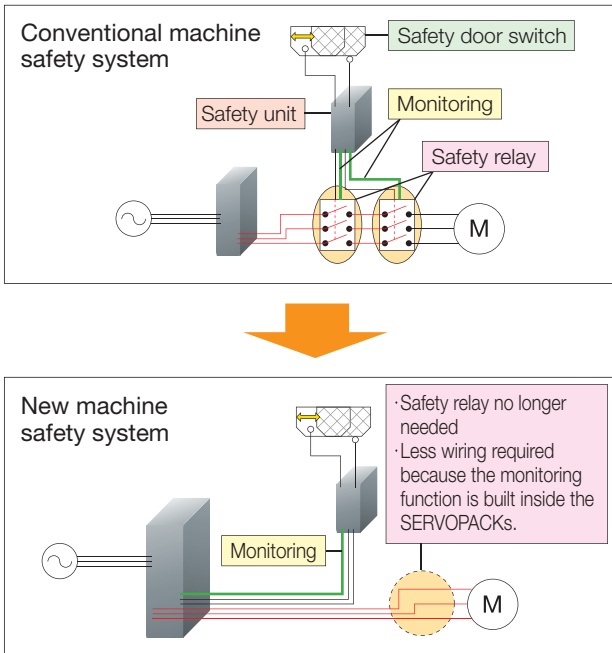 Conventional machine
safety system
Safety door switch
Safety unit
Monitoring
Safety relay
M
New machine
safety system
·Safety relay no longer
needed
·Less wiring required
because the monitoring
function is built inside the
SERVOPACKs.
Monitoring
M